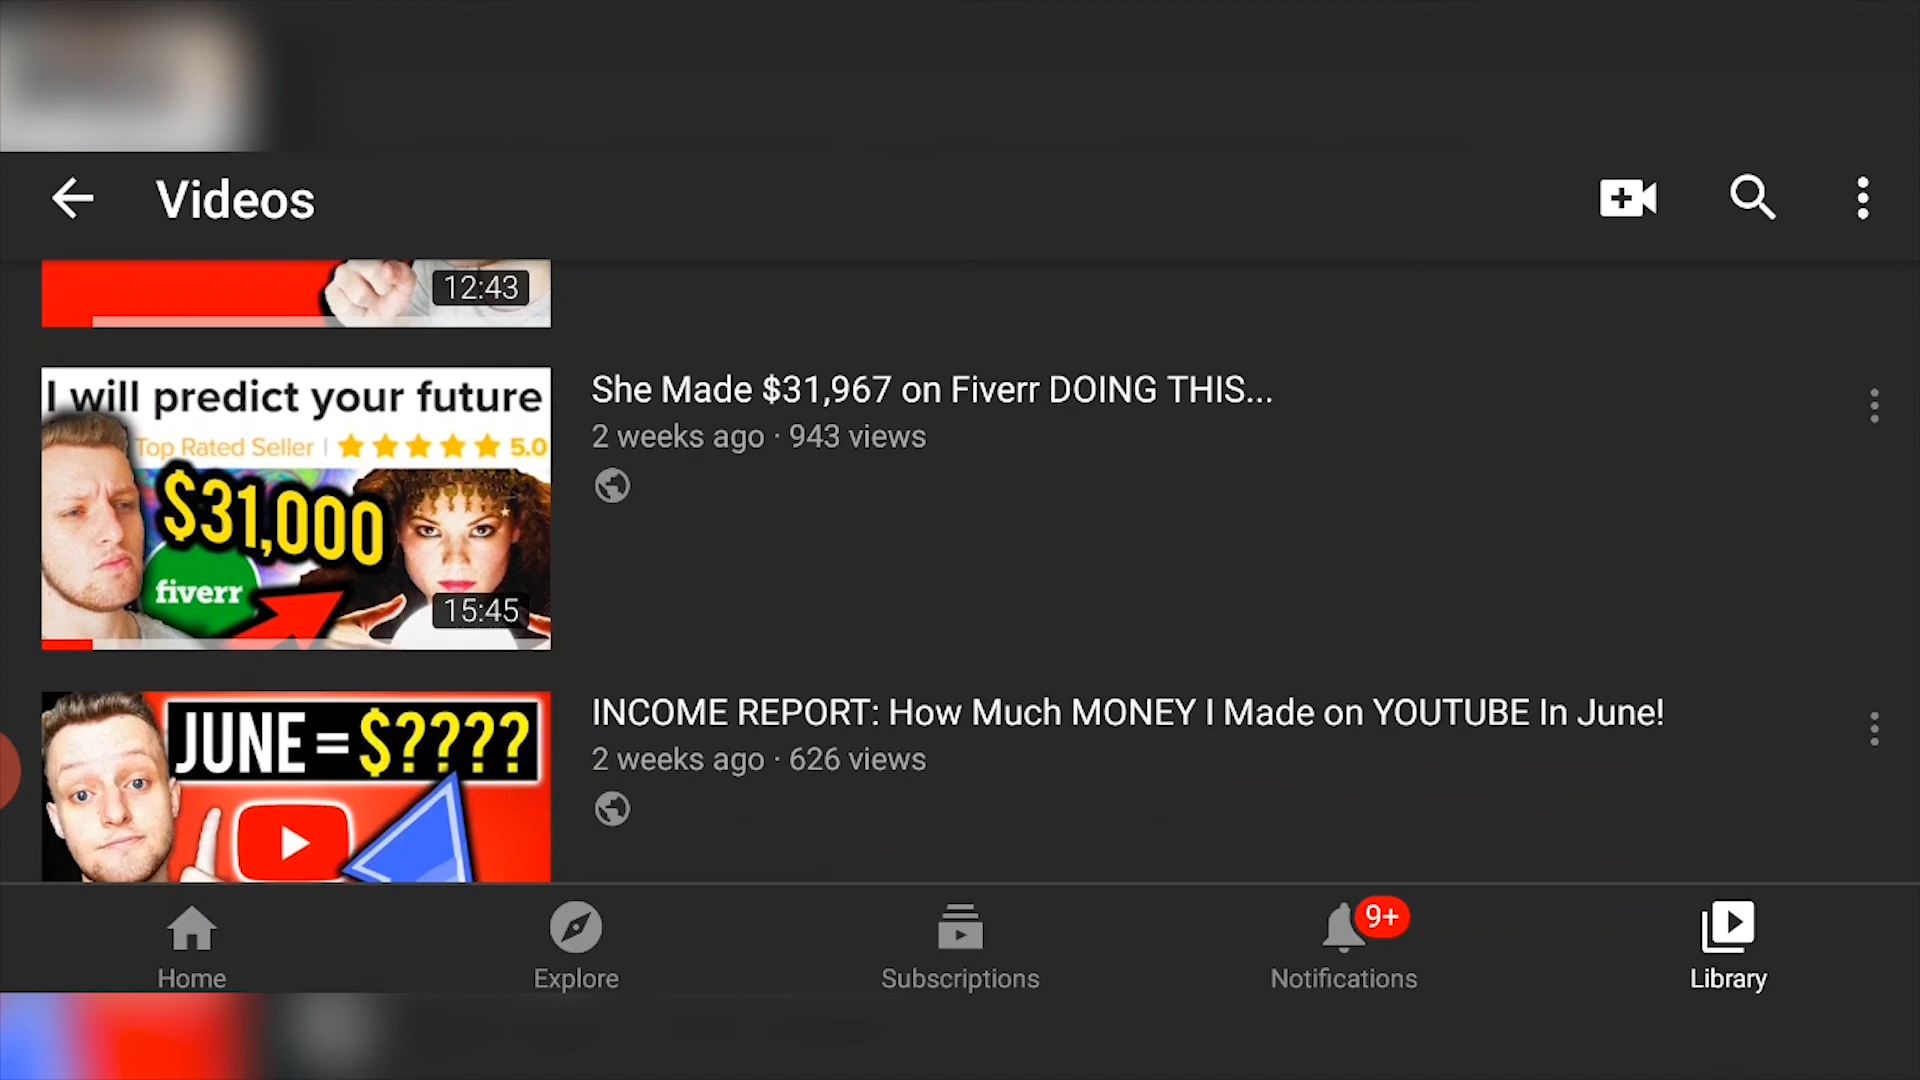 Videos
12:43
I will predict your future
Top Rated Seller | 5.0
$31,000
fiverr
15:45
She Made $31,967 on Fiverr DOING THIS...
2 weeks ago · 943 views
JUNE = $????
INCOME REPORT: How Much MONEY I Made on YOUTUBE In June!
2 weeks ago · 626 views
9+
Home
Explore
Subscriptions
Notifications
Library